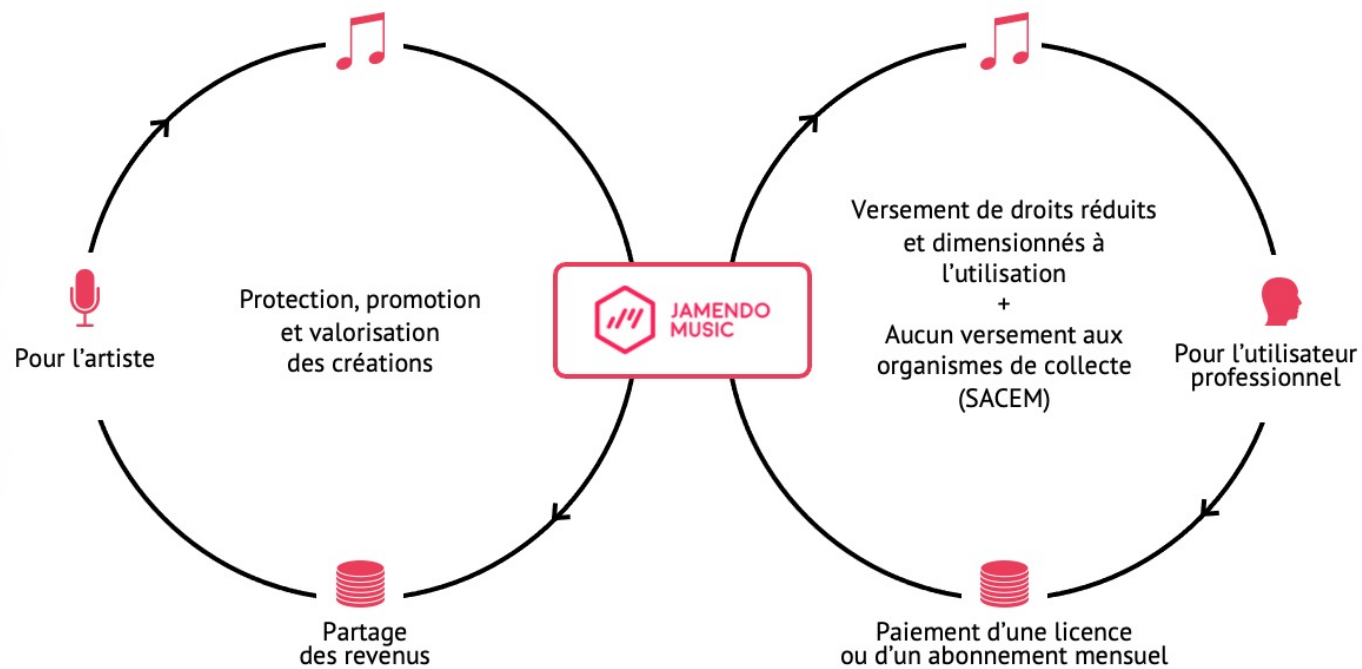 Pour l’artiste
Protection, promotion
et valorisation
des créations
Partage
des revenus
JAMENDO
MUSIC
Versement de droits réduits
et dimensionnés à
l’utilisation
+
Aucun versement aux
organismes de collecte
(SACEM)
Pour l’utilisateur
professionnel
Paiement d’une licence
ou d’un abonnement mensuel